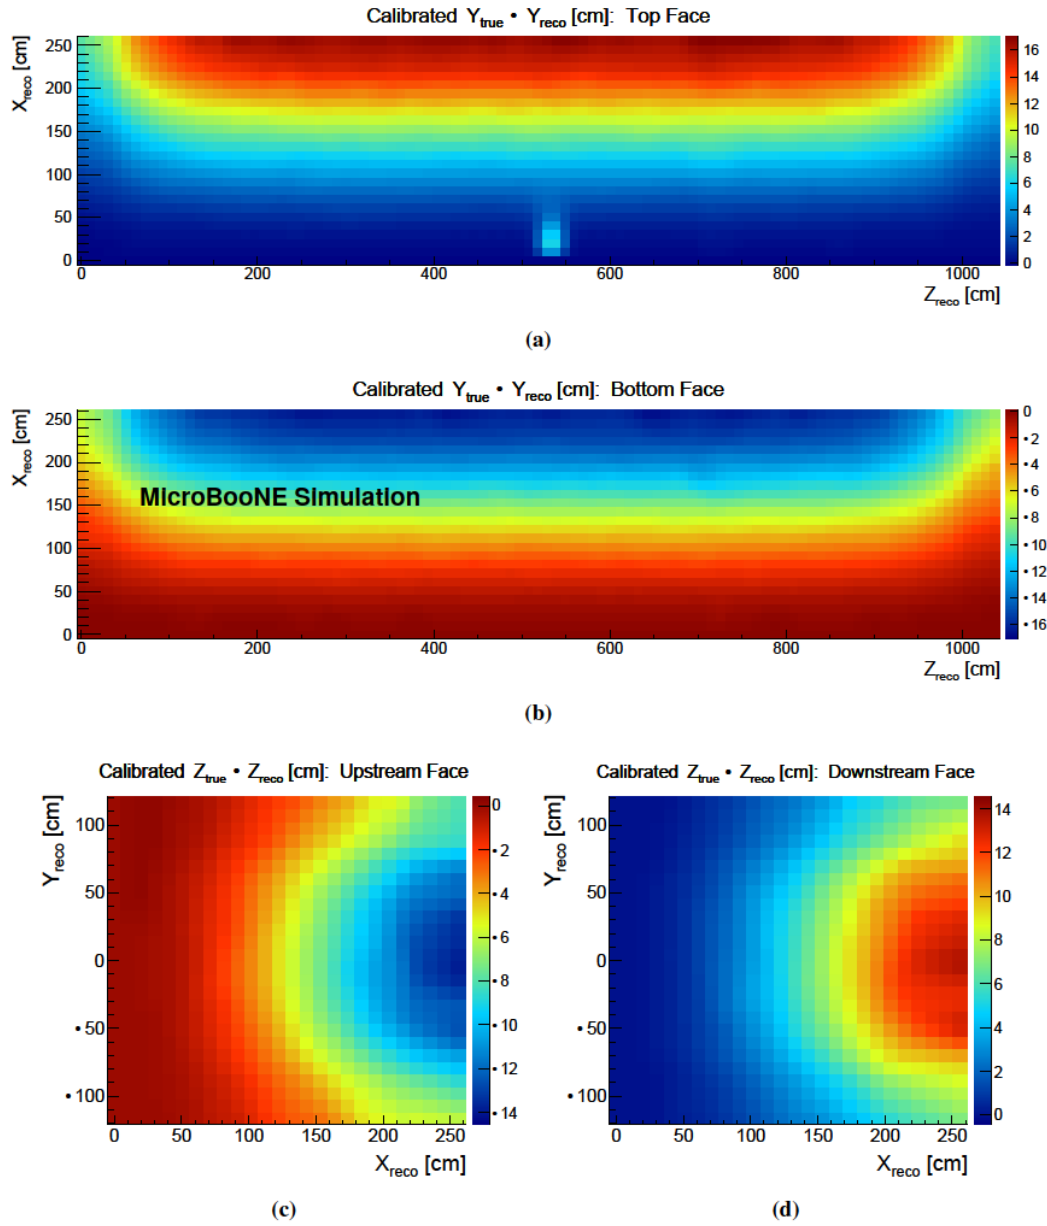 Calibrated Y_true • Y_reco [cm]: Top Face
X_reco [cm]
250
200
150
100
50
0
0 200 400 600 800 1000
Z_reco [cm]
16
14
12
10
8
6
4
2
0
(a)
Calibrated Y_true • Y_reco [cm]: Bottom Face
X_reco [cm]
250
200
150
100
50
0
MicroBooNE Simulation
0 200 400 600 800 1000
Z_reco [cm]
0
•2
•4
•6
•8
•10
•12
•14
•16
(b)
Calibrated Z_true • Z_reco [cm]: Upstream Face
Y_reco [cm]
100
50
0
•50
•100
0 50 100 150 200 250
X_reco [cm]
0
•2
•4
•6
•8
•10
•12
•14
(c)
Calibrated Z_true • Z_reco [cm]: Downstream Face
Y_reco [cm]
100
50
0
•50
•100
0 50 100 150 200 250
X_reco [cm]
14
12
10
8
6
4
2
0
(d)